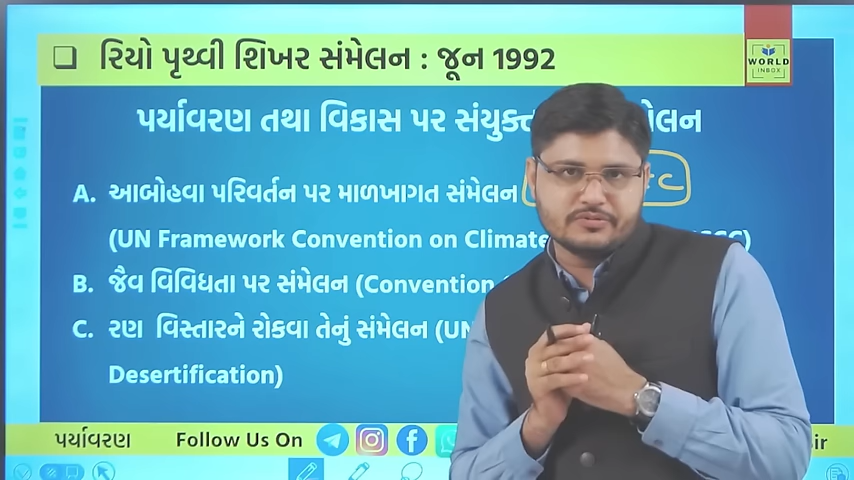 ❑ રિયો પૃથ્વી શિખર સંમેલન : જૂન 1992
WORLD
INBOX
પર્યાવરણ તથા વિકાસ પર સંયુક્ત
A. આબોહવા પરિવર્તન પર માળખાગત સંમેલન
(UN Framework Convention on Climate
B. જૈવ વિવિધતા પર સંમેલન (Convention
C. રણ વિસ્તારને રોકવા તેનું સંમેલન (UN
Desertification)
પર્યાવરણ Follow Us On